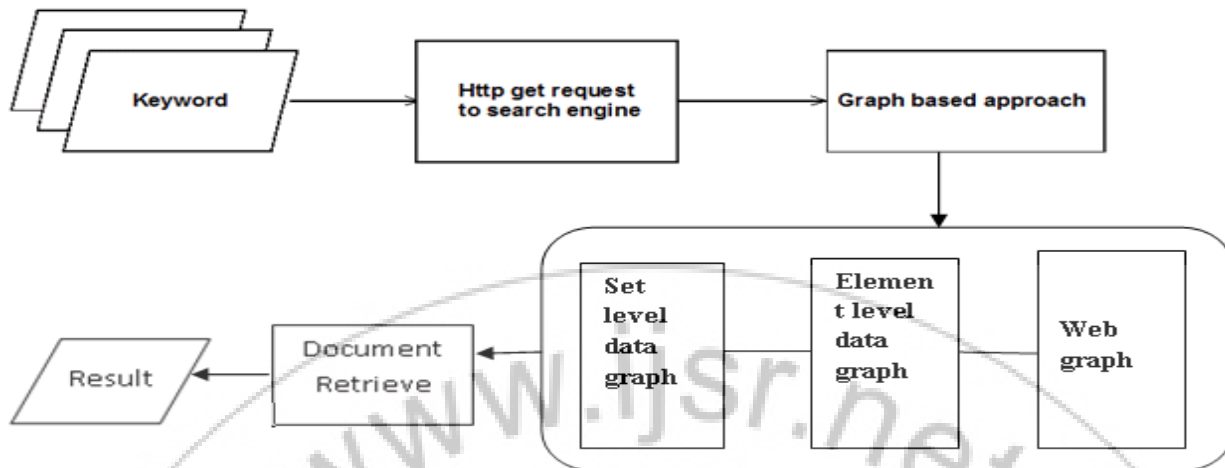 Keyword
Http get request
to search engine
Graph based approach
Set
level
data
graph
Elemen
t level
data
graph
Web
graph
Document
Retrieve
Result
www.ijsr.net